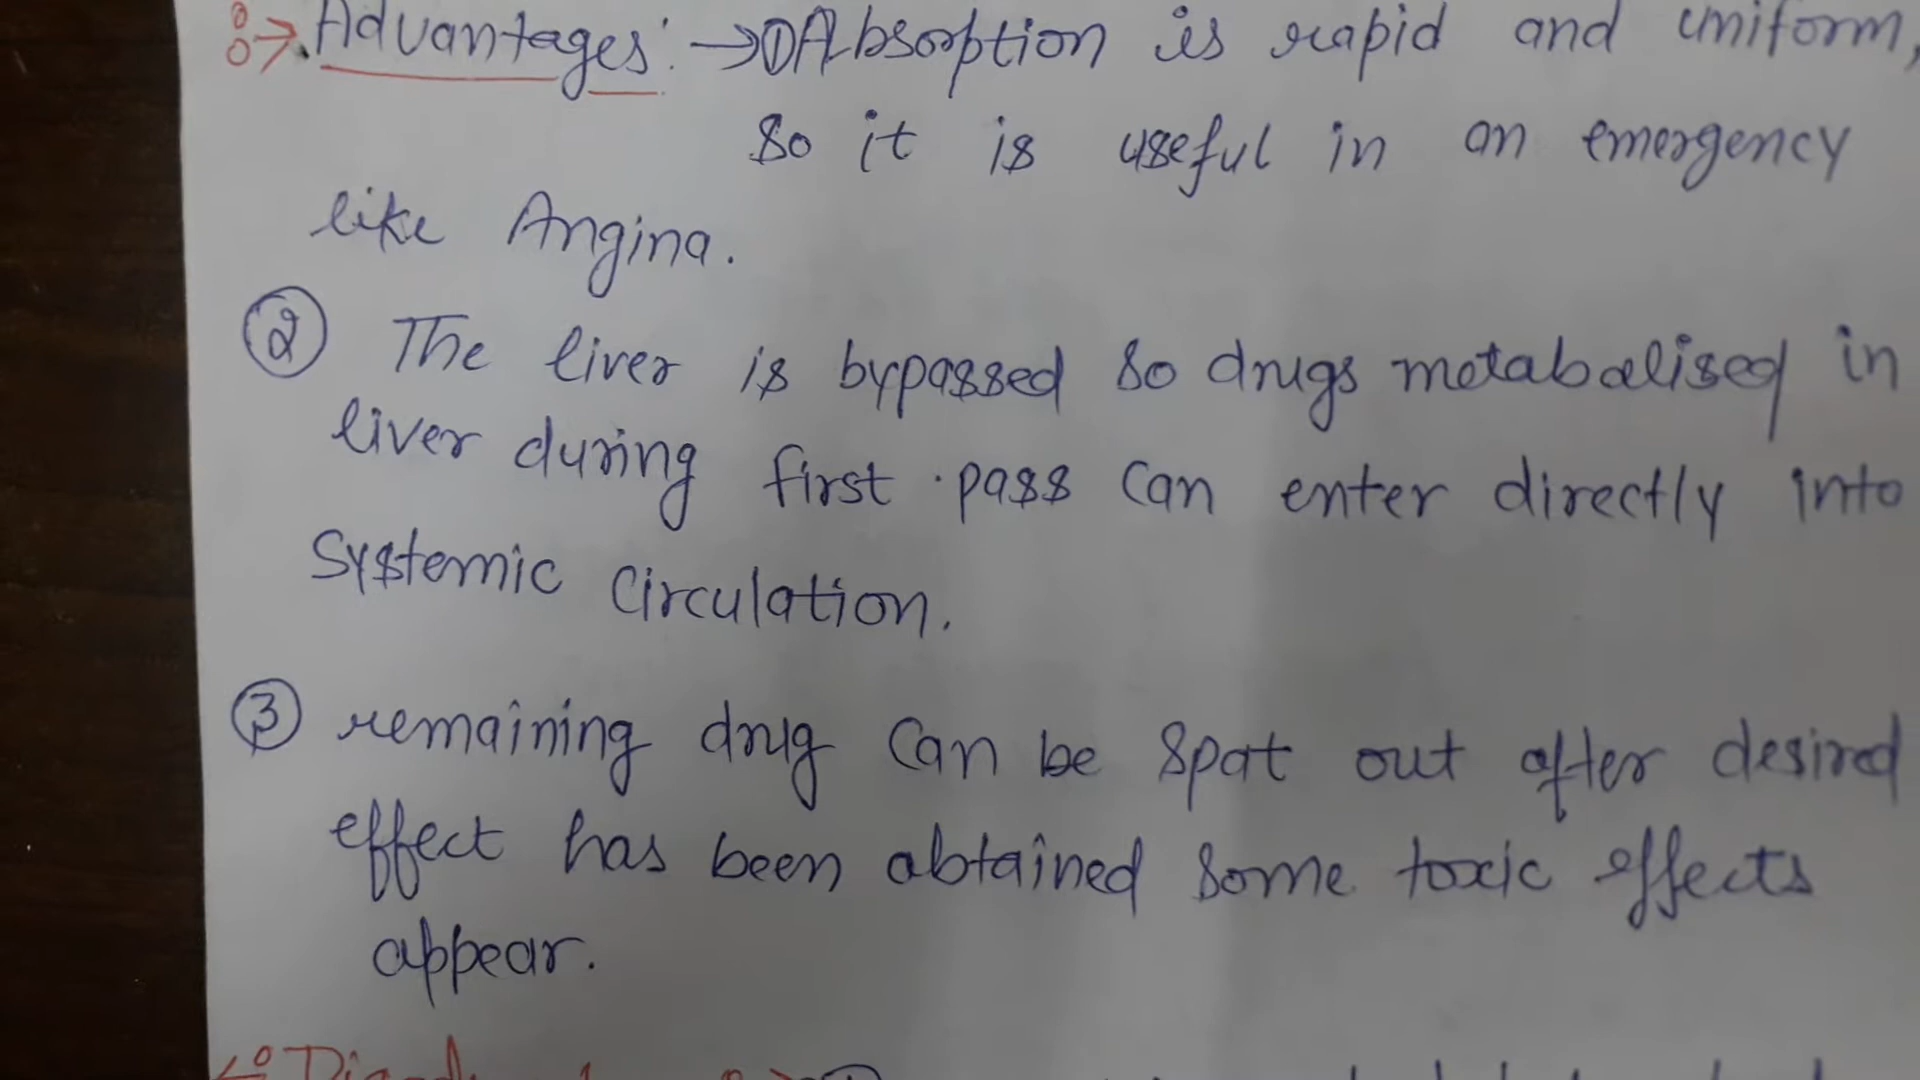 Advantages: → ① Absorption is rapid and uniform,
So it is useful in an emergency
like Angina.
② The liver is bypassed so drugs metabalised in
liver during first pass can enter directly into
Systemic Circulation.
③ remaining drug Can be spat out after desired
effect has been obtained some toxic effects
appear.